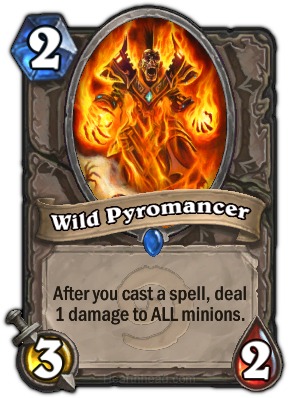 2
Wild Pyromancer
After you cast a spell, deal
1 damage to ALL minions.
3
2